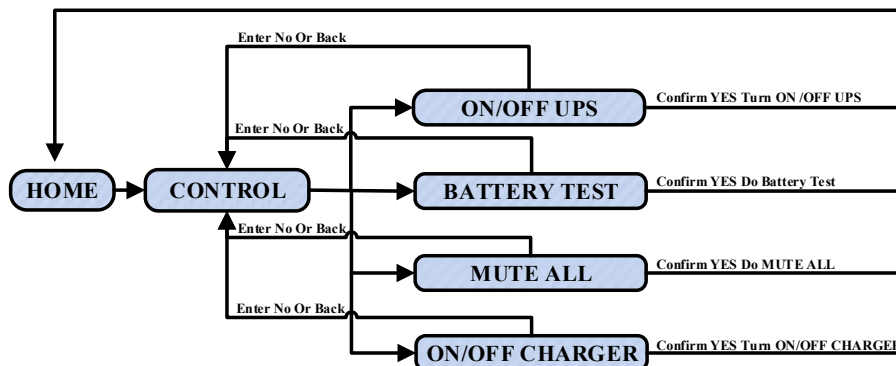 Enter No Or Back
ON/OFF UPS
Confirm YES Turn ON /OFF UPS
Enter No Or Back
HOME
CONTROL
BATTERY TEST
Confirm YES Do Battery Test
Enter No Or Back
MUTE ALL
Confirm YES Do MUTE ALL
Enter No Or Back
ON/OFF CHARGER
Confirm YES Turn ON/OFF CHARGER